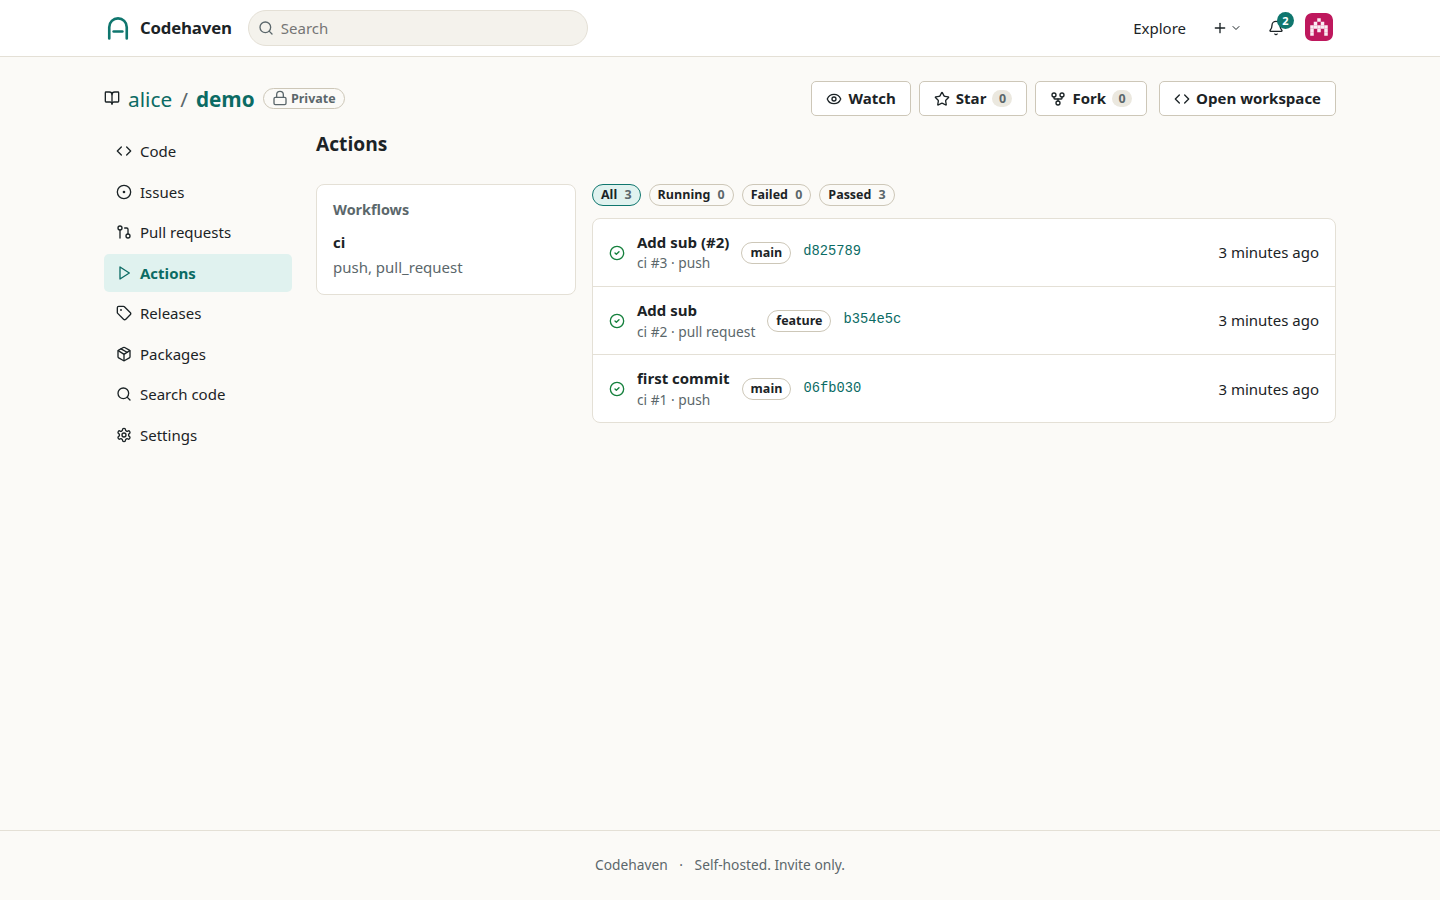 Codehaven
Search
Explore
2
alice / demo
Private
Watch
Star 0
Fork 0
Open workspace
Code
Issues
Pull requests
Actions
Releases
Packages
Search code
Settings
Actions
Workflows
ci
push, pull_request
All 3
Running 0
Failed 0
Passed 3
Add sub (#2)
ci #3 · push
main
d825789
3 minutes ago
Add sub
ci #2 · pull request
feature
b354e5c
3 minutes ago
first commit
ci #1 · push
main
06fb030
3 minutes ago
Codehaven · Self-hosted. Invite only.